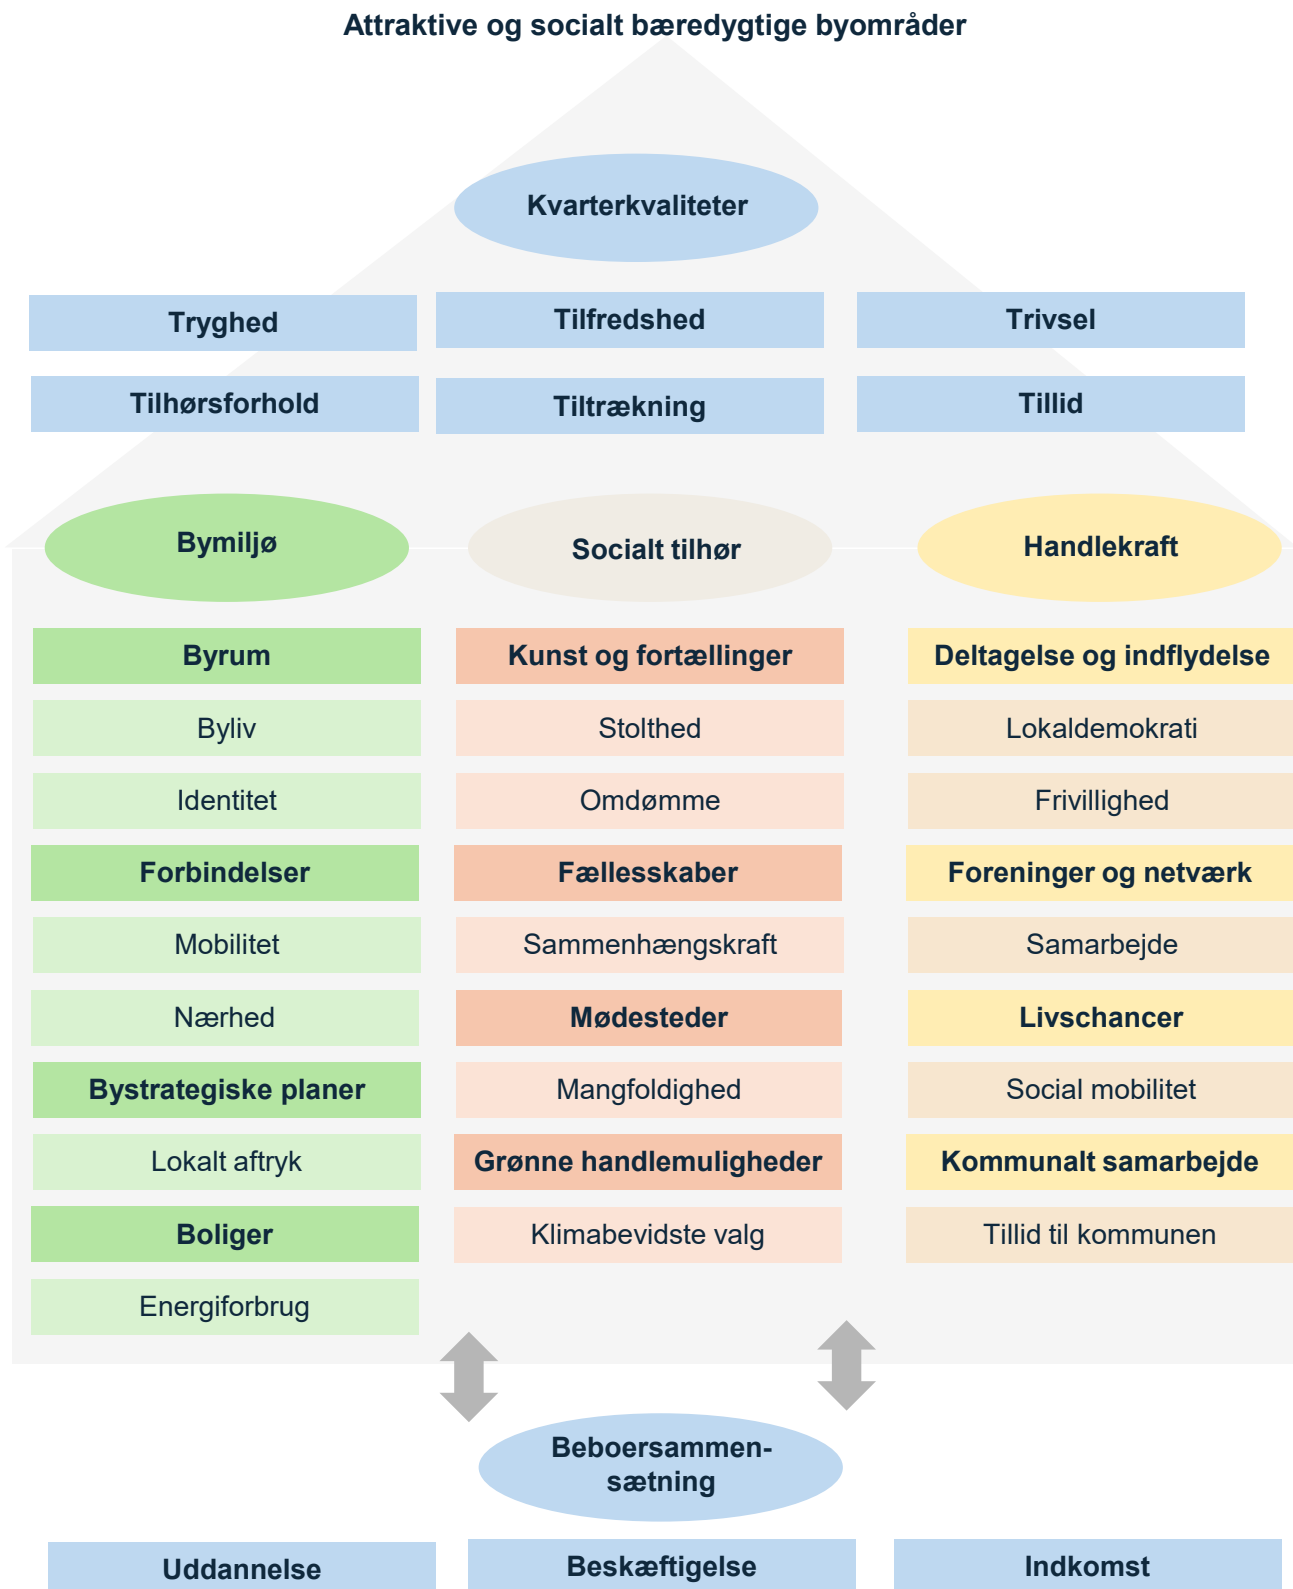 Attraktive og socialt bæredygtige byområder
Kvarterkvaliteter
Tryghed
Tilfredshed
Trivsel
Tilhørsforhold
Tiltrækning
Tillid
Bymiljø
Socialt tilhør
Handlekraft
Byrum
Kunst og fortællinger
Deltagelse og indflydelse
Byliv
Stolthed
Lokaldemokrati
Identitet
Omdømme
Frivillighed
Forbindelser
Fællesskaber
Foreninger og netværk
Mobilitet
Sammenhængskraft
Samarbejde
Nærhed
Mødesteder
Livschancer
Bystrategiske planer
Mangfoldighed
Social mobilitet
Lokalt aftryk
Grønne handlemuligheder
Kommunalt samarbejde
Boliger
Klimabevidste valg
Tillid til kommunen
Energiforbrug
Beboersammen-
sætning
Uddannelse
Beskæftigelse
Indkomst